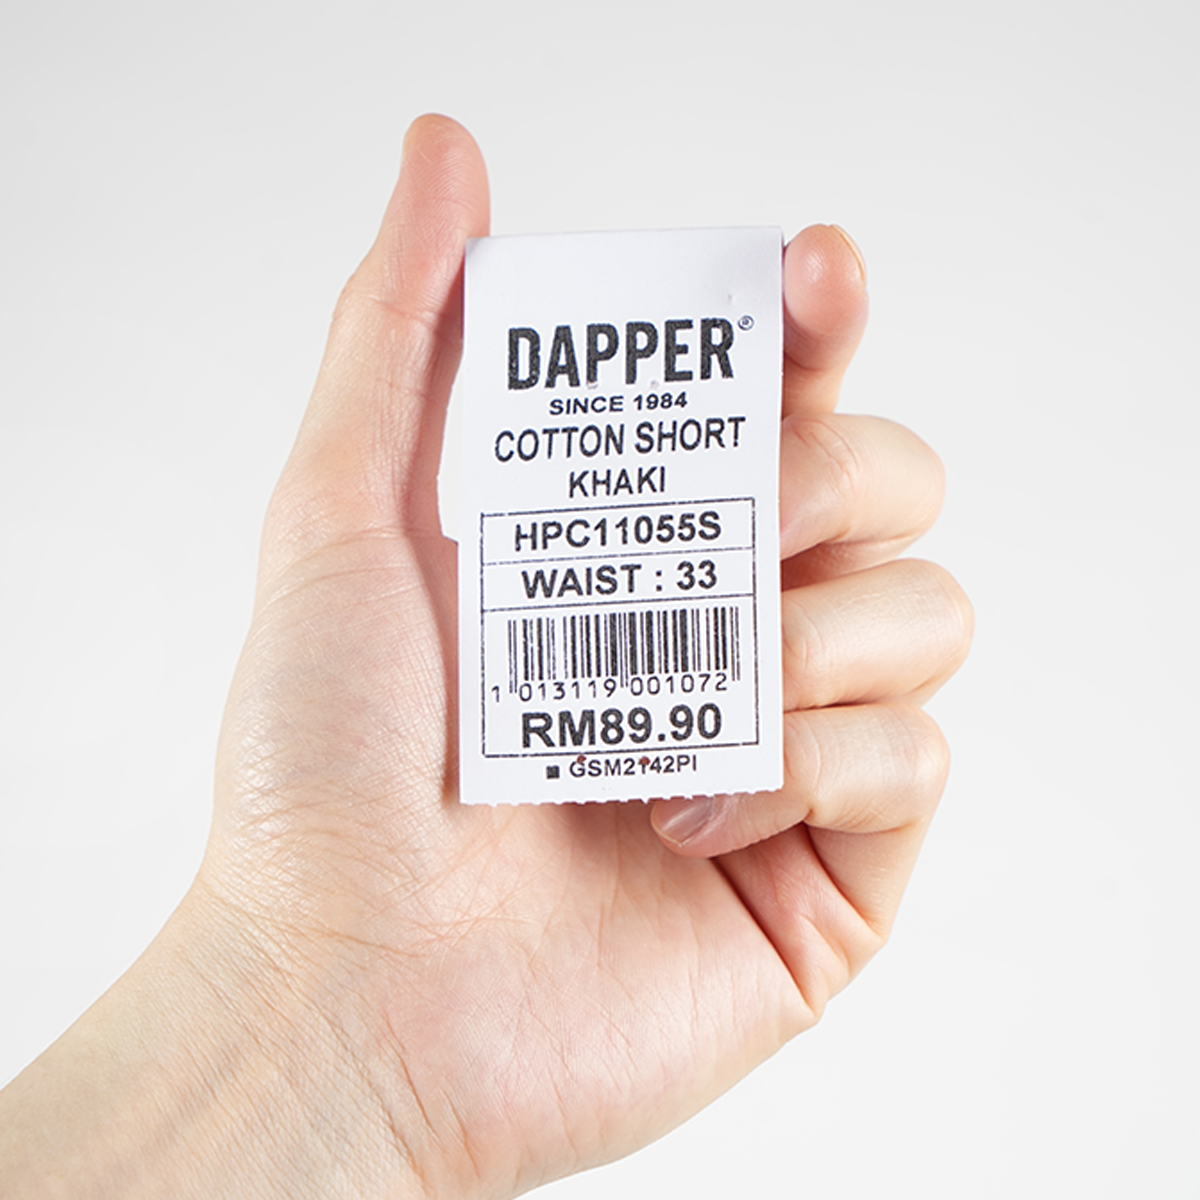 DAPPER®
SINCE 1984
COTTON SHORT
KHAKI
HPC11055S
WAIST : 33
1 013119 001072
RM89.90
■ GSM2142PI